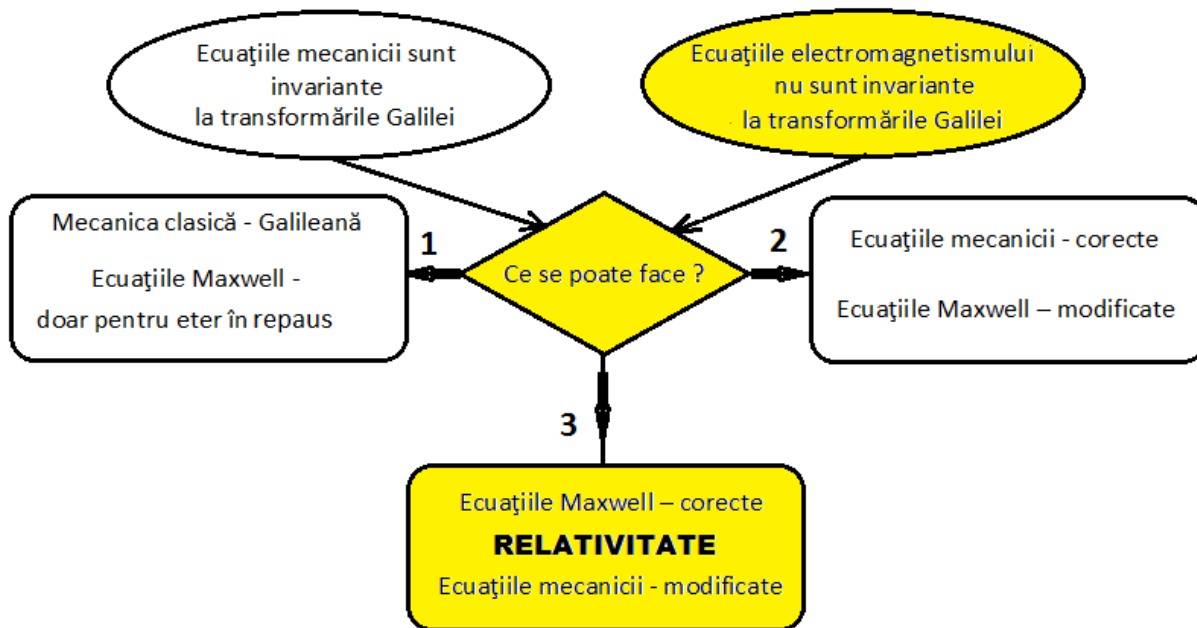 Ecuaţiile mecanicii sunt
invariante
la transformările Galilei
Ecuaţiile electromagnetismului
nu sunt invariante
la transformările Galilei
Mecanica clasică - Galileană
Ecuaţiile Maxwell -
doar pentru eter în repaus
1
Ce se poate face ?
2
Ecuaţiile mecanicii - corecte
Ecuaţiile Maxwell – modificate
3
Ecuaţiile Maxwell – corecte
RELATIVITATE
Ecuaţiile mecanicii - modificate